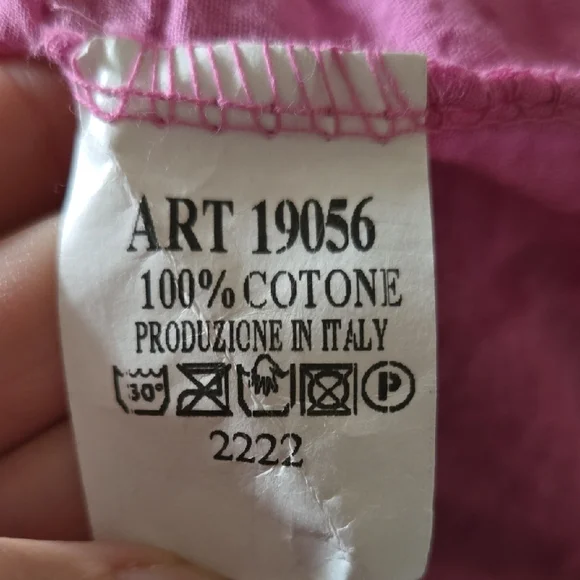 ART 19056
100% COTONE
PRODUZIONE IN ITALY
30° P
2222